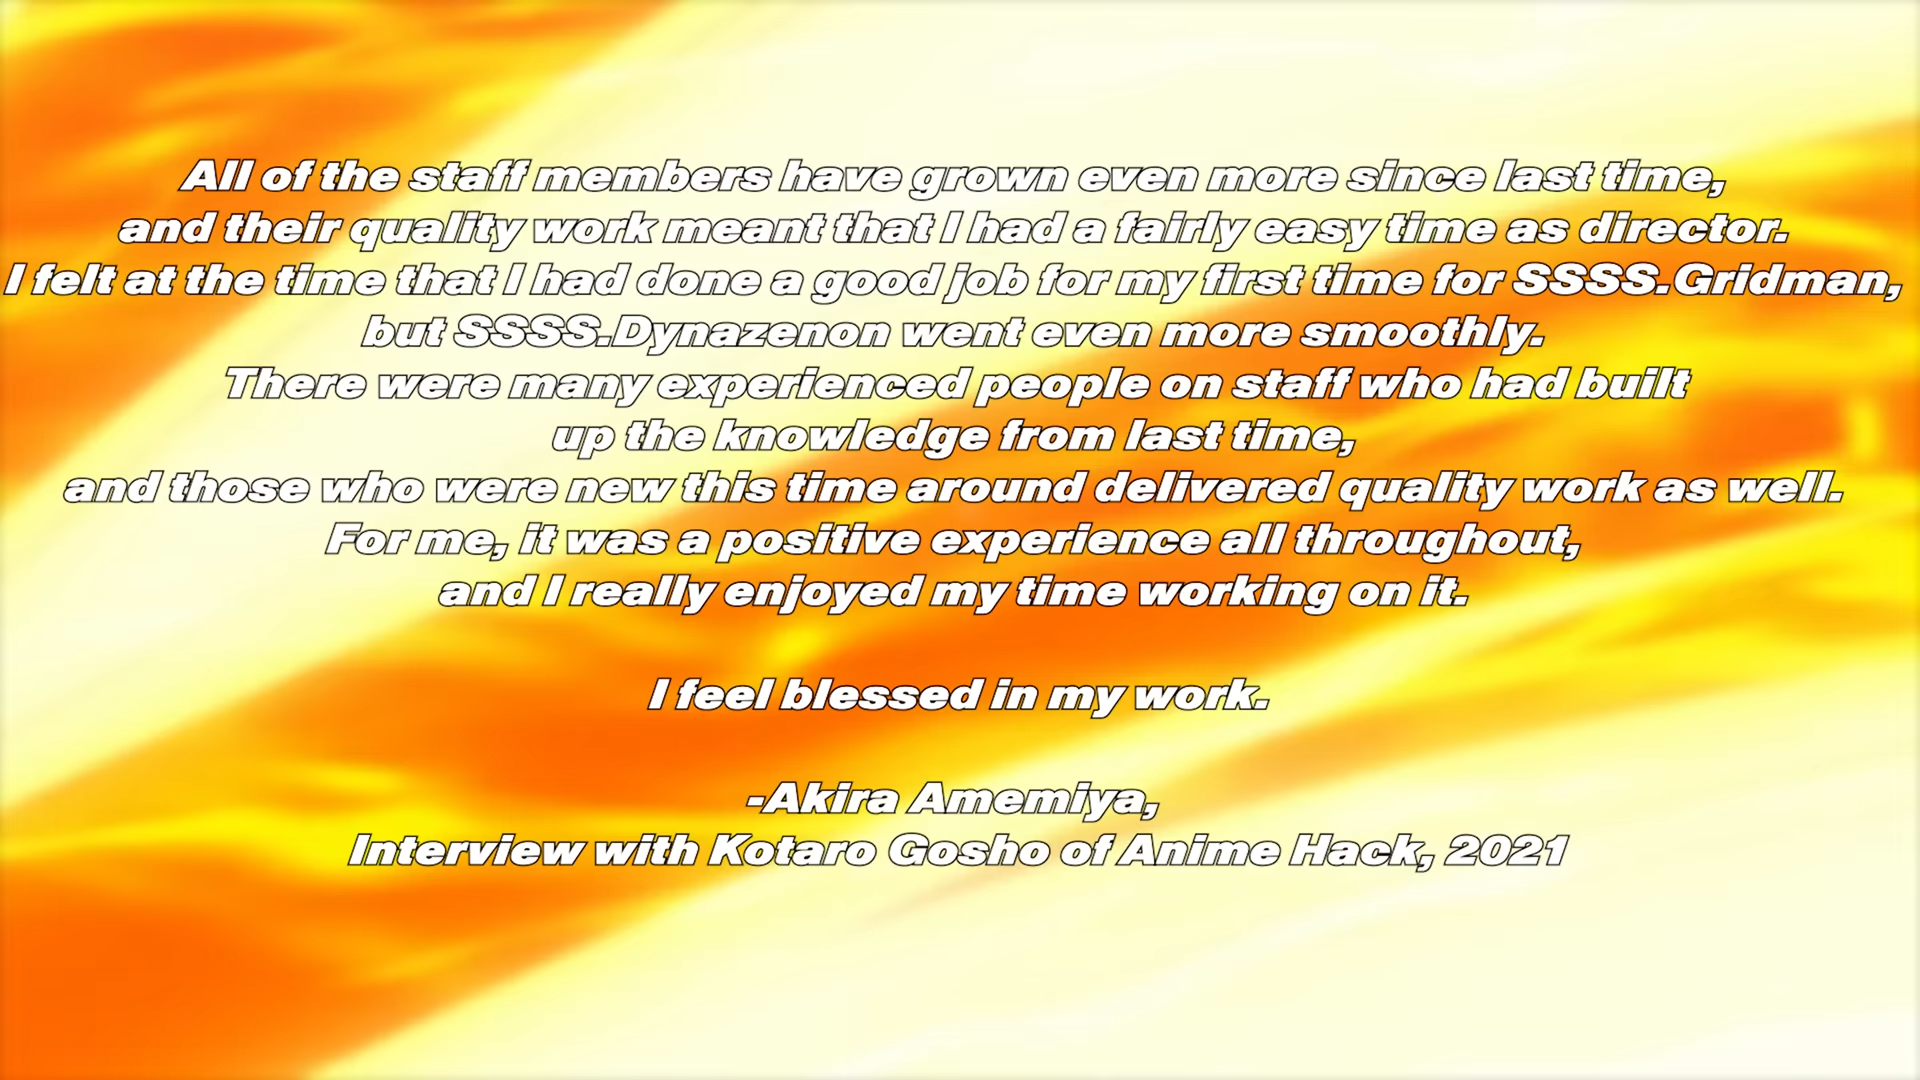 All of the staff members have grown even more since last time,
and their quality work meant that I had a fairly easy time as director.
I felt at the time that I had done a good job for my first time for SSSS.Gridman,
but SSSS.Dynazenon went even more smoothly.
There were many experienced people on staff who had built
up the knowledge from last time,
and those who were new this time around delivered quality work as well.
For me, it was a positive experience all throughout,
and I really enjoyed my time working on it.
I feel blessed in my work.
-Akira Amemiya,
Interview with Kotaro Gosho of Anime Hack, 2021